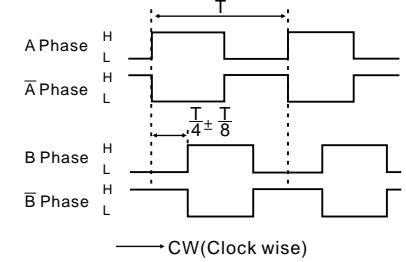 T
A Phase H
L
A̅ Phase H
L
T/4 ± T/8
B Phase H
L
B̅ Phase H
L
CW(Clock wise)